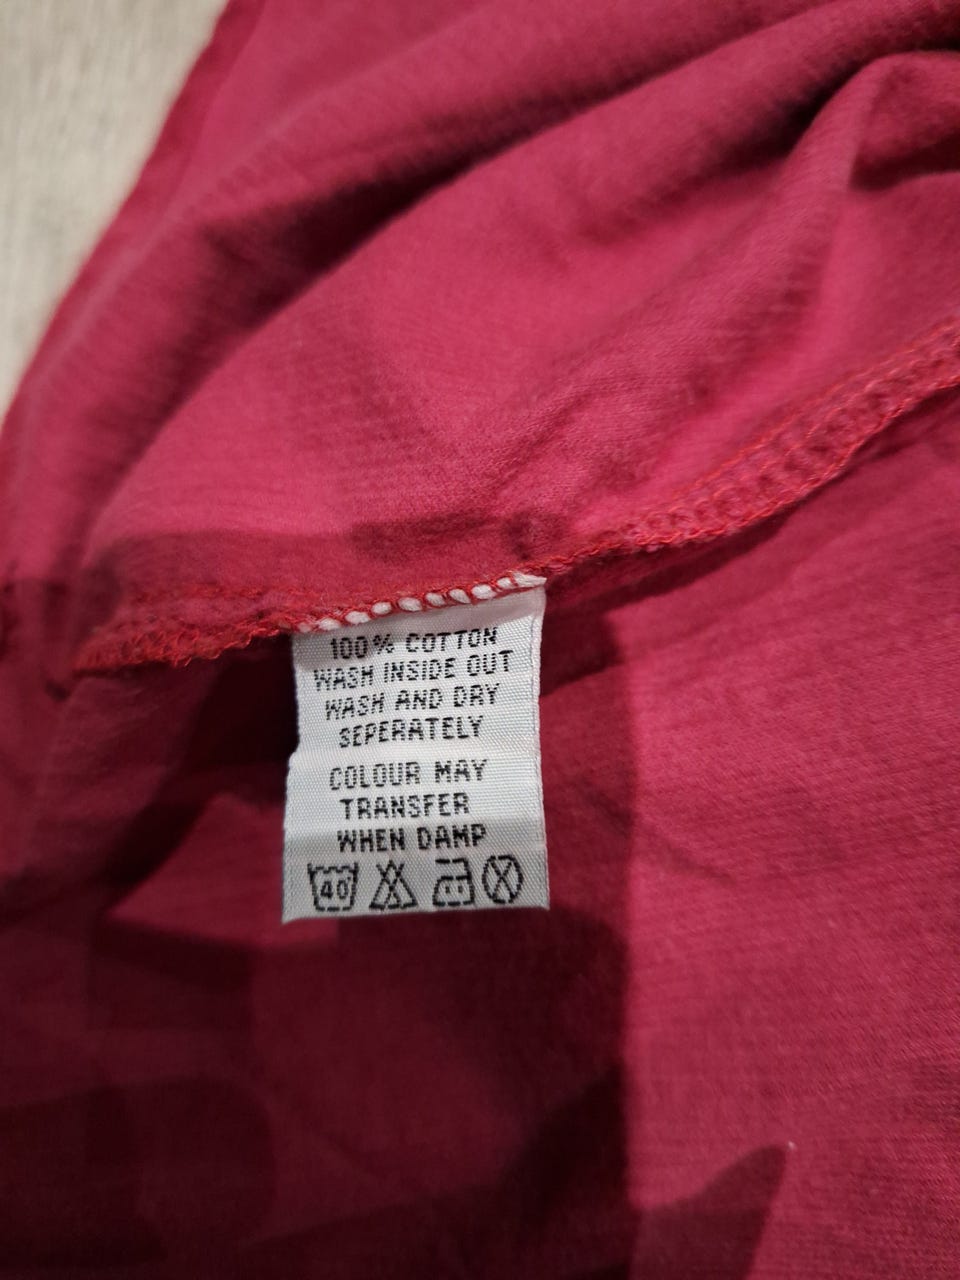 100% COTTON
WASH INSIDE OUT
WASH AND DRY
SEPERATELY
COLOUR MAY
TRANSFER
WHEN DAMP
40